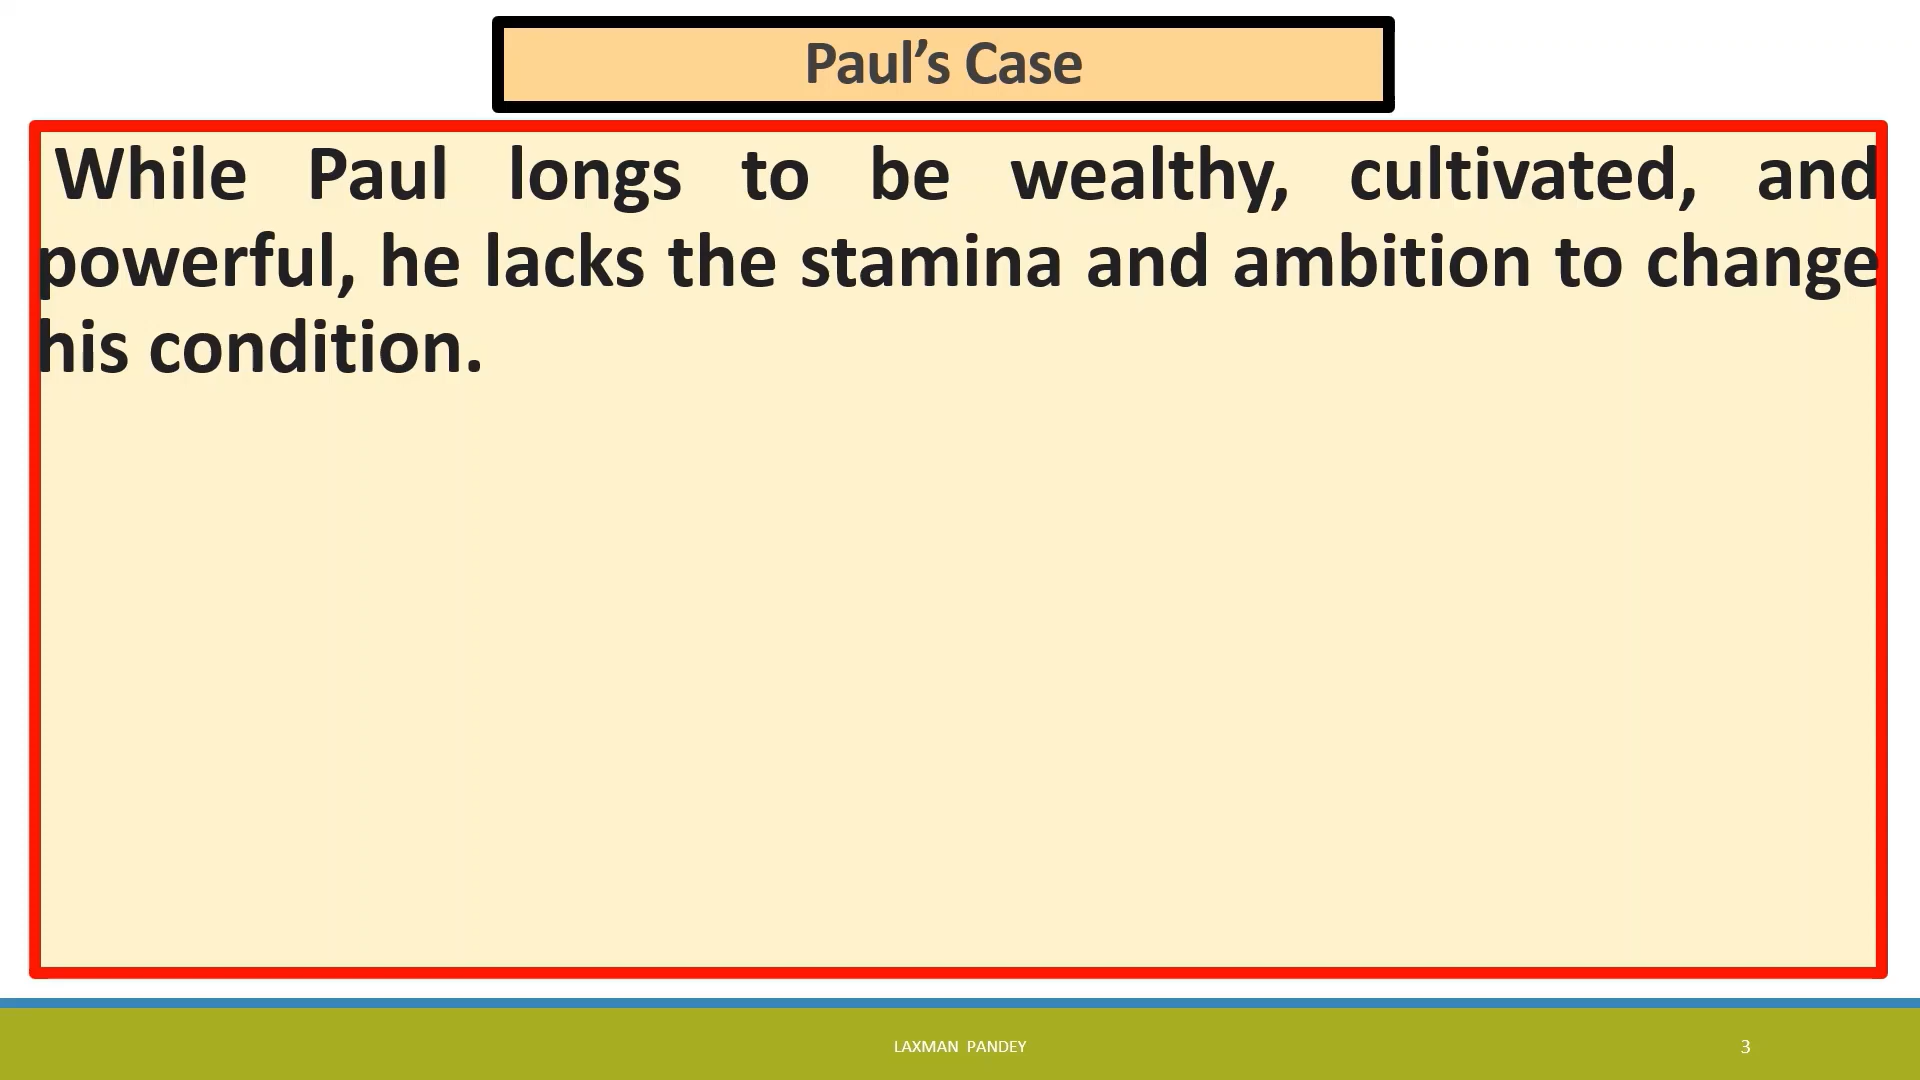 Paul’s Case
While Paul longs to be wealthy, cultivated, and
powerful, he lacks the stamina and ambition to change
his condition.
LAXMAN PANDEY
3